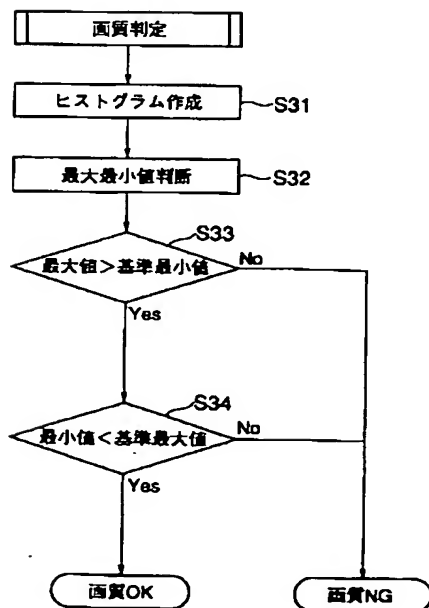 画質判定
ヒストグラム作成
S31
最大最小値判断
S32
S33
最大値>基準最小値
No
Yes
S34
最小値<基準最大値
No
Yes
画質OK
画質NG